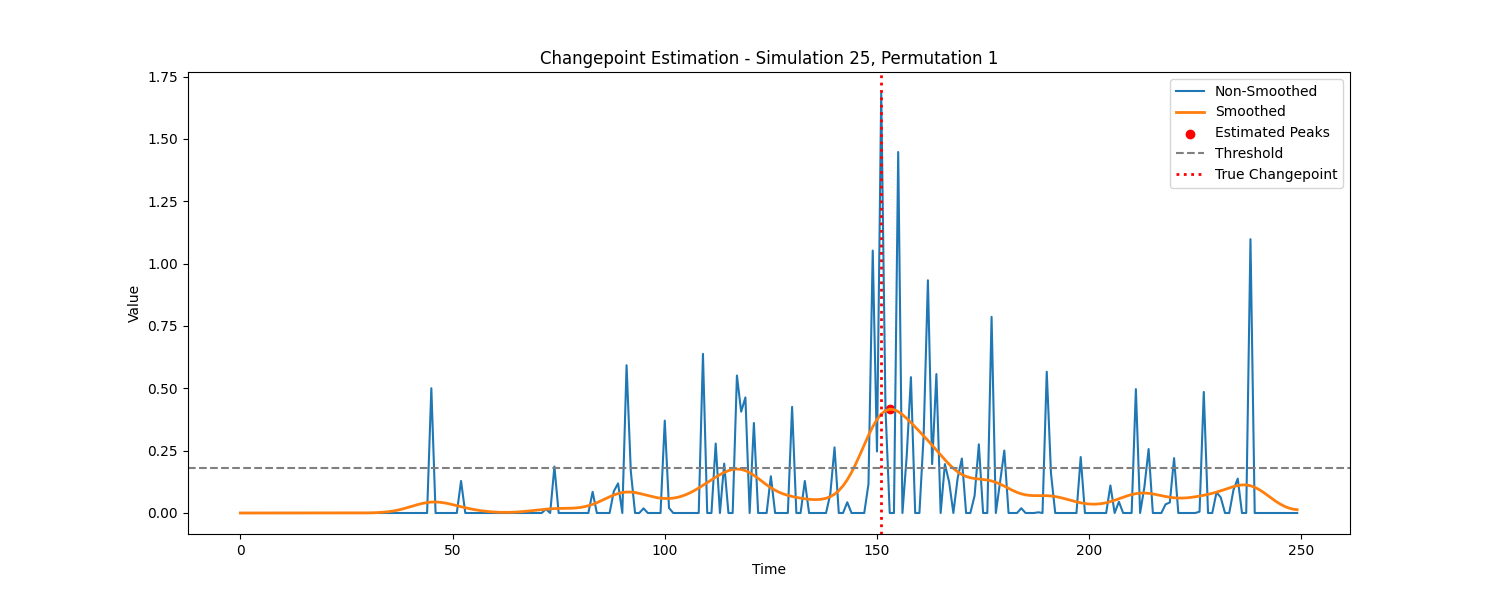 Changepoint Estimation - Simulation 25, Permutation 1
1.75
1.50
1.25
1.00
0.75
0.50
0.25
0.00
Value
0
50
100
150
200
250
Time
Non-Smoothed
Smoothed
Estimated Peaks
Threshold
True Changepoint